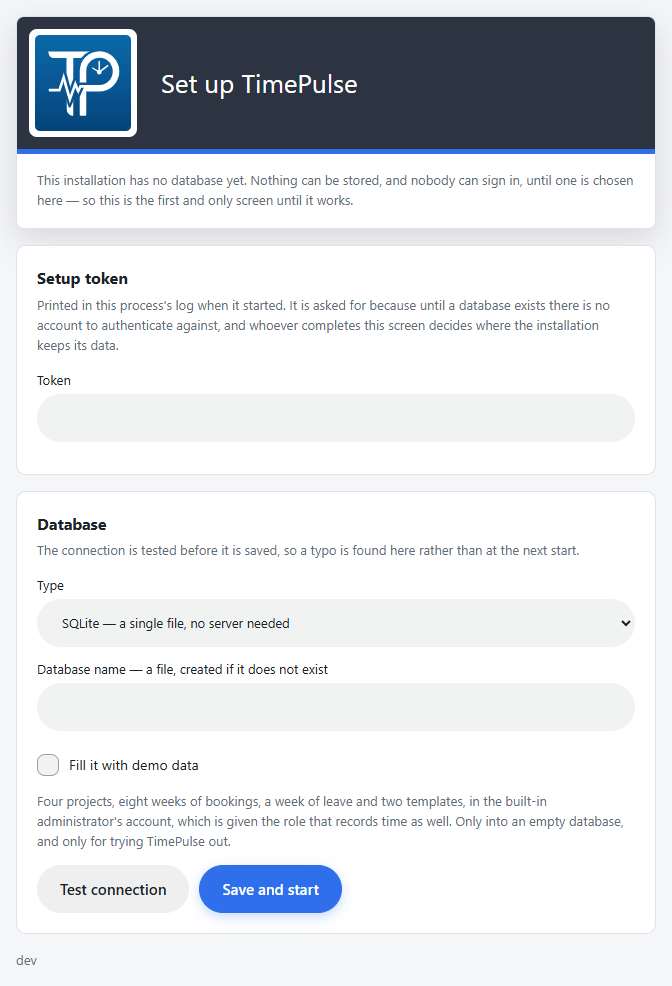 TP
Set up TimePulse
This installation has no database yet. Nothing can be stored, and nobody can sign in, until one is chosen
here — so this is the first and only screen until it works.
Setup token
Printed in this process's log when it started. It is asked for because until a database exists there is no
account to authenticate against, and whoever completes this screen decides where the installation
keeps its data.
Token
Database
The connection is tested before it is saved, so a typo is found here rather than at the next start.
Type
SQLite — a single file, no server needed
Database name — a file, created if it does not exist
Fill it with demo data
Four projects, eight weeks of bookings, a week of leave and two templates, in the built-in
administrator's account, which is given the role that records time as well. Only into an empty database,
and only for trying TimePulse out.
Test connection
Save and start
dev